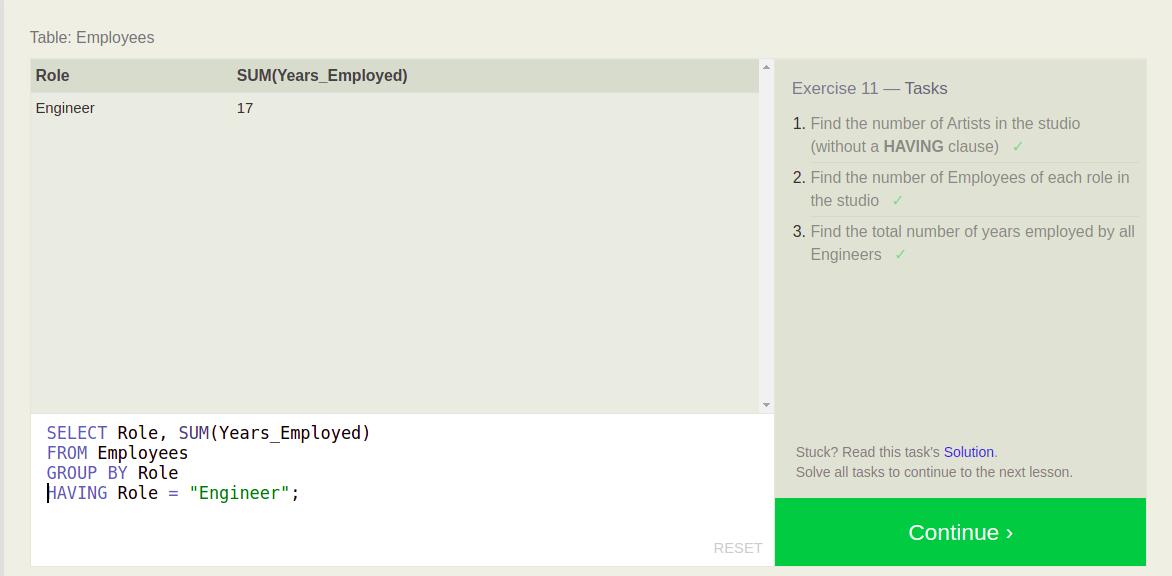 Table: Employees
Role SUM(Years_Employed)
Engineer 17
SELECT Role, SUM(Years_Employed)
FROM Employees
GROUP BY Role
HAVING Role = "Engineer";
RESET
Exercise 11 — Tasks
1. Find the number of Artists in the studio
(without a HAVING clause) ✓
2. Find the number of Employees of each role in
the studio ✓
3. Find the total number of years employed by all
Engineers ✓
Stuck? Read this task's Solution.
Solve all tasks to continue to the next lesson.
Continue ›